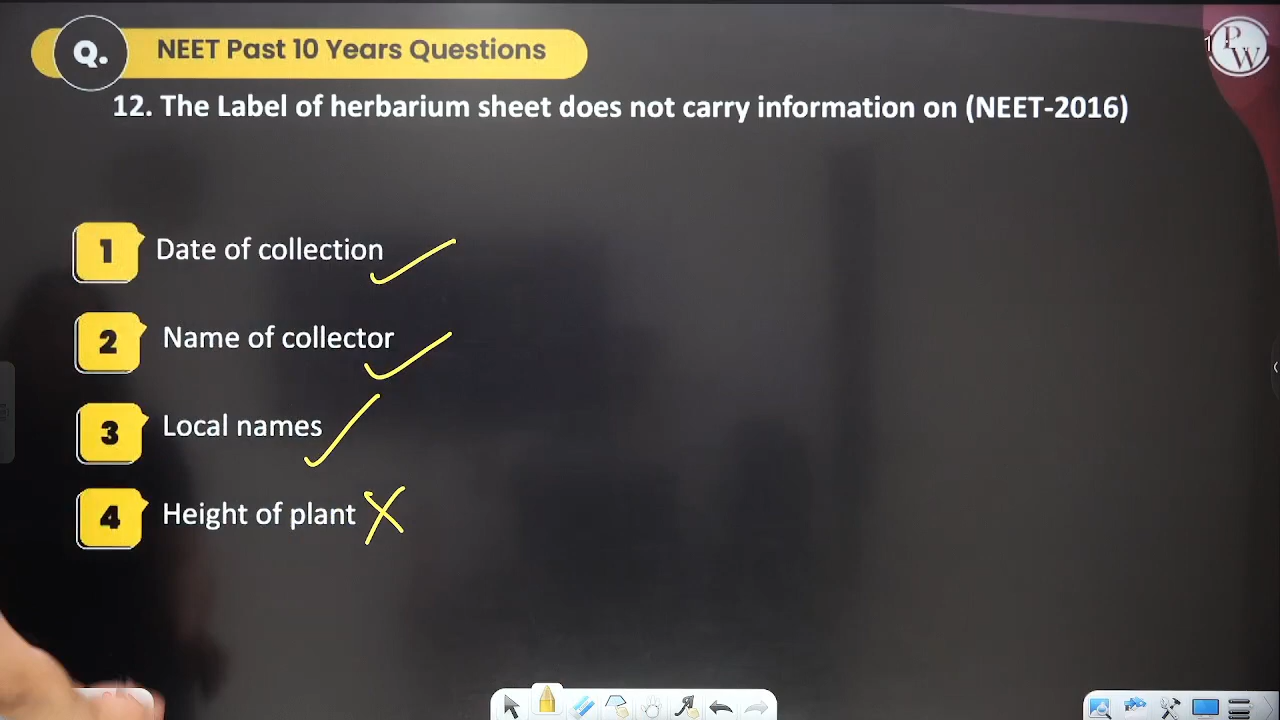 Q. NEET Past 10 Years Questions
PW
12. The Label of herbarium sheet does not carry information on (NEET-2016)
1 Date of collection
2 Name of collector
3 Local names
4 Height of plant